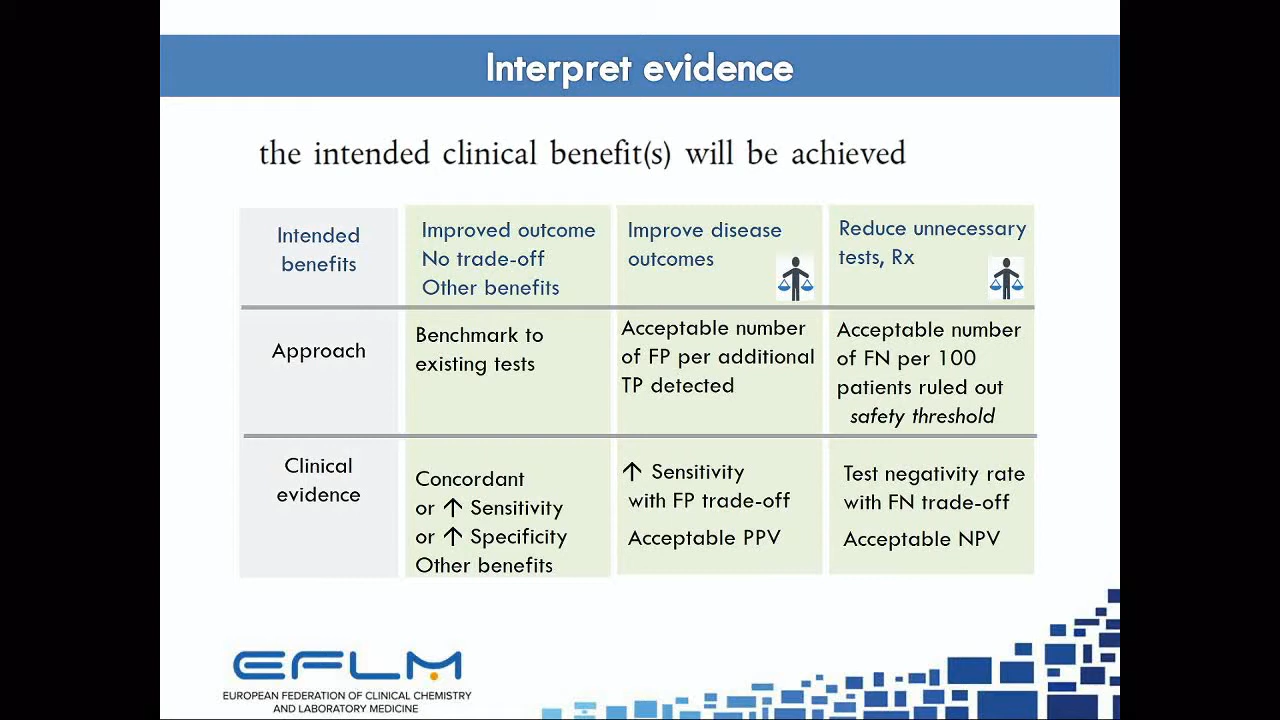 Interpret evidence
the intended clinical benefit(s) will be achieved
Intended
benefits
Improved outcome
No trade-off
Other benefits
Improve disease
outcomes
Reduce unnecessary
tests, Rx
Approach
Benchmark to
existing tests
Acceptable number
of FP per additional
TP detected
Acceptable number
of FN per 100
patients ruled out
safety threshold
Clinical
evidence
Concordant
or ↑ Sensitivity
or ↑ Specificity
Other benefits
↑ Sensitivity
with FP trade-off
Acceptable PPV
Test negativity rate
with FN trade-off
Acceptable NPV
EFLM
EUROPEAN FEDERATION OF CLINICAL CHEMISTRY
AND LABORATORY MEDICINE